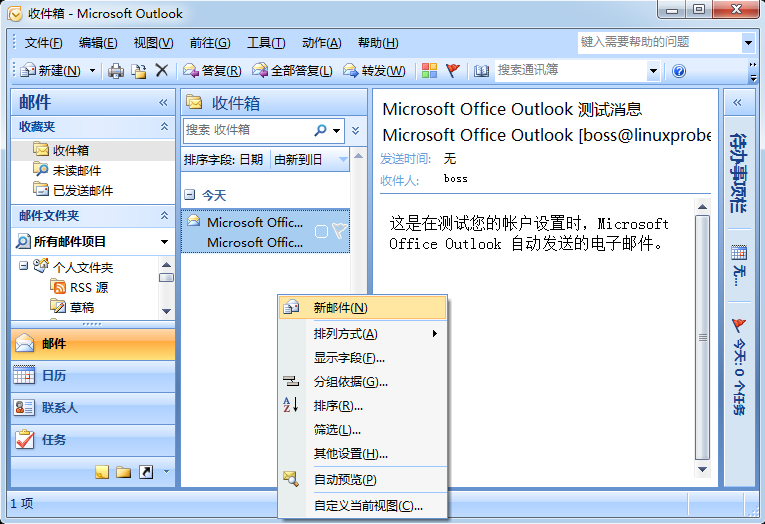 收件箱 - Microsoft Outlook
文件(F) 编辑(E) 视图(V) 前往(G) 工具(T) 动作(A) 帮助(H) 键入需要帮助的问题
新建(N) 答复(R) 全部答复(L) 转发(W) 搜索通讯簿
邮件
收藏夹
收件箱
未读邮件
已发送邮件
邮件文件夹
所有邮件项目
个人文件夹
RSS 源
草稿
邮件
日历
联系人
任务
收件箱
搜索 收件箱
排序字段: 日期 由新到旧
今天
Microsoft Offic...
Microsoft Offic...
Microsoft Office Outlook 测试消息
Microsoft Office Outlook [boss@linuxprobe
发送时间: 无
收件人: boss
这是在测试您的帐户设置时，Microsoft
Office Outlook 自动发送的电子邮件。
待办事项栏
无...
今天: 0 个任务
新邮件(N)
排列方式(A)
显示字段(F)...
分组依据(G)...
排序(R)...
筛选(L)...
其他设置(H)...
自动预览(P)
自定义当前视图(C)...
1 项